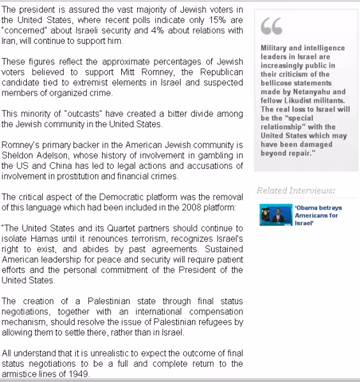 The president is assured the vast majority of Jewish voters in
the United States, where recent polls indicate only 15% are
"concerned" about Israeli security and 4% about relations with
Iran, will continue to support him.
These figures reflect the approximate percentages of Jewish
voters believed to support Mitt Romney, the Republican
candidate tied to extremist elements in Israel and suspected
members of organized crime.
This minority of "outcasts" have created a bitter divide among
the Jewish community in the United States.
Romney's primary backer in the American Jewish community is
Sheldon Adelson, whose history of involvement in gambling in
the US and China has led to legal actions and accusations of
involvement in prostitution and financial crimes.
The critical aspect of the Democratic platform was the removal
of this language which had been included in the 2008 platform:
"The United States and its Quartet partners should continue to
isolate Hamas until it renounces terrorism, recognizes Israel's
right to exist, and abides by past agreements. Sustained
American leadership for peace and security will require patient
efforts and the personal commitment of the President of the
United States.
The creation of a Palestinian state through final status
negotiations, together with an international compensation
mechanism, should resolve the issue of Palestinian refugees by
allowing them to settle there, rather than in Israel.
All understand that it is unrealistic to expect the outcome of final
status negotiations to be a full and complete return to the
armistice lines of 1949.
“
Military and intelligence
leaders in Israel are
increasingly public in
their criticism of the
bellicose statements
made by Netanyahu and
fellow Likudist militants.
The real loss to Israel will
be the "special
relationship" with the
United States which may
have been damaged
beyond repair."
Related Interviews:
'Obama betrays
Americans for
Israel'